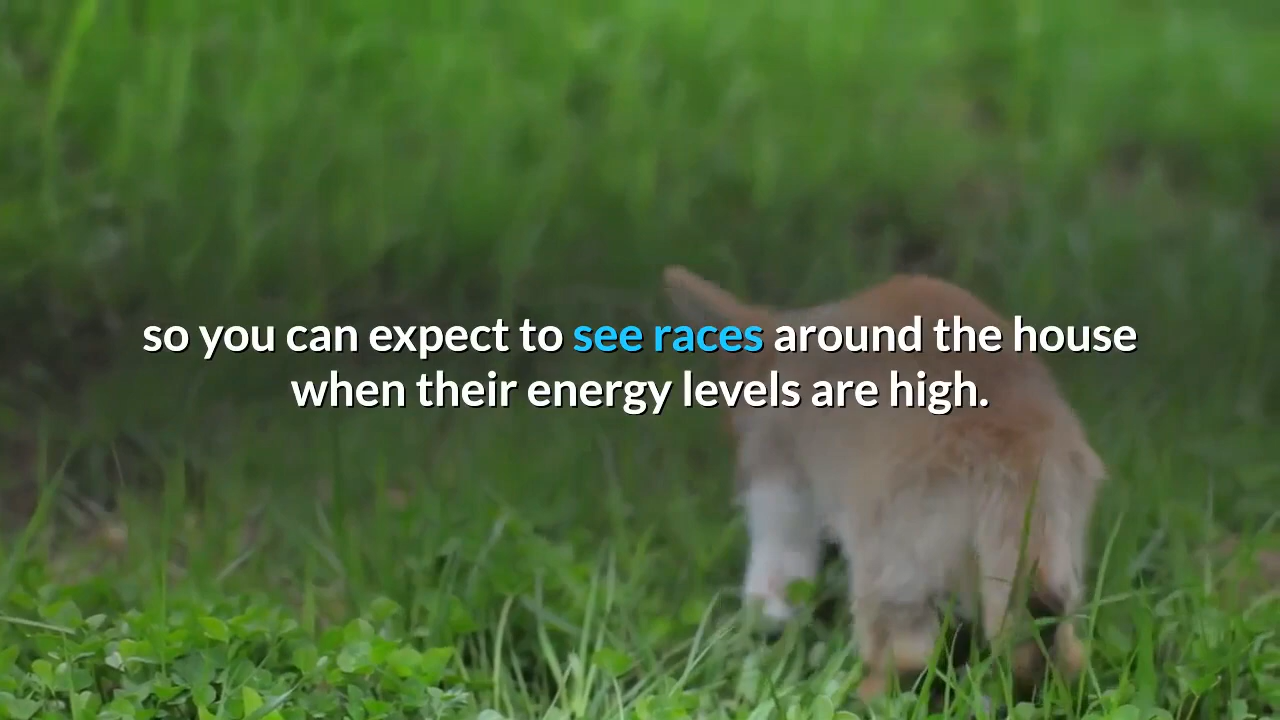 so you can expect to see races around the house
when their energy levels are high.